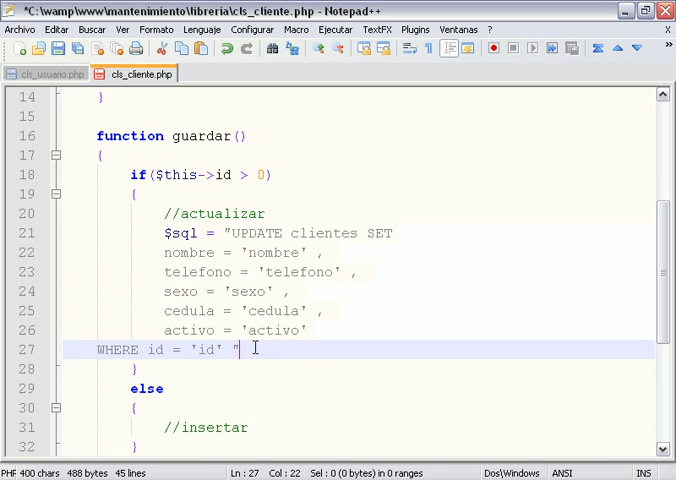 *C:\wamp\www\mantenimiento\libreria\cls_cliente.php - Notepad++
Archivo Editar Buscar Ver Formato Lenguaje Configurar Macro Ejecutar TextFX Plugins Ventanas ? X
cls_usuario.php cls_cliente.php
14 }
15
16 function guardar()
17 {
18 if($this->id > 0)
19 {
20 //actualizar
21 $sql = "UPDATE clientes SET
22 nombre = 'nombre' ,
23 telefono = 'telefono' ,
24 sexo = 'sexo' ,
25 cedula = 'cedula' ,
26 activo = 'activo'
27 WHERE id = 'id' "
28 }
29 else
30 {
31 //insertar
32 }
PHF 400 chars 488 bytes 45 lines Ln : 27 Col : 22 Sel : 0 (0 bytes) in 0 ranges Dos\Windows ANSI INS